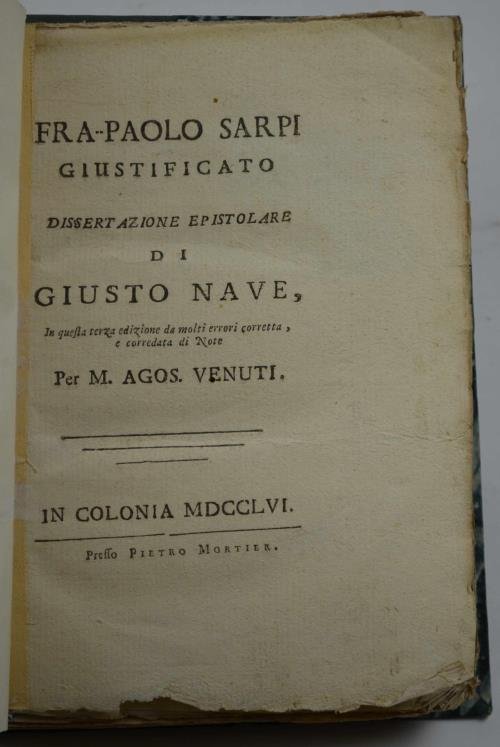 FRA-PAOLO SARPI
GIUSTIFICATO
DISSERTAZIONE EPISTOLARE
DI
GIUSTO NAVE,
In queſta terza edizione da molti errori corretta,
e corredata di Note
Per M. AGOS. VENUTI.
IN COLONIA MDCCLVI.
Preſſo PIETRO MORTIER.